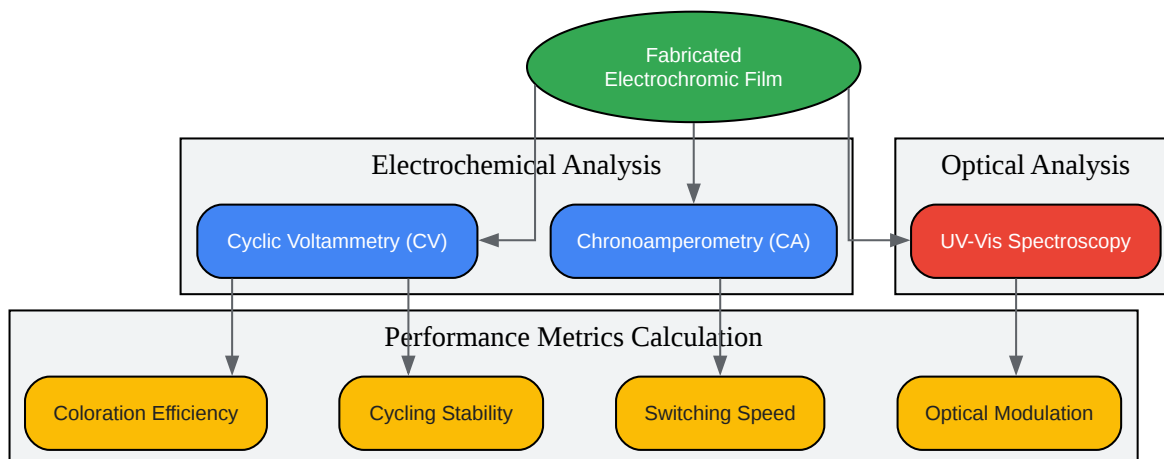 Fabricated
Electrochromic Film
Electrochemical Analysis
Optical Analysis
Cyclic Voltammetry (CV)
Chronoamperometry (CA)
UV-Vis Spectroscopy
Performance Metrics Calculation
Coloration Efficiency
Cycling Stability
Switching Speed
Optical Modulation